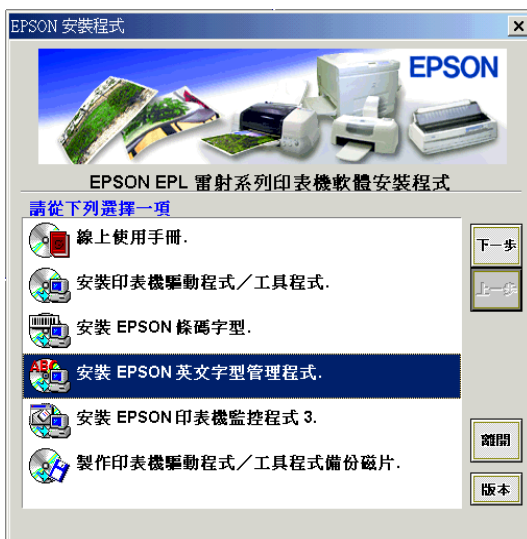 EPSON 安裝程式
EPSON
EPSON EPL 雷射系列印表機軟體安裝程式
請從下列選擇一項
線上使用手冊.
下一步
安裝印表機驅動程式／工具程式.
上一步
安裝 EPSON 條碼字型.
安裝 EPSON 英文字型管理程式.
安裝 EPSON 印表機監控程式 3.
離開
製作印表機驅動程式／工具程式備份磁片.
版本